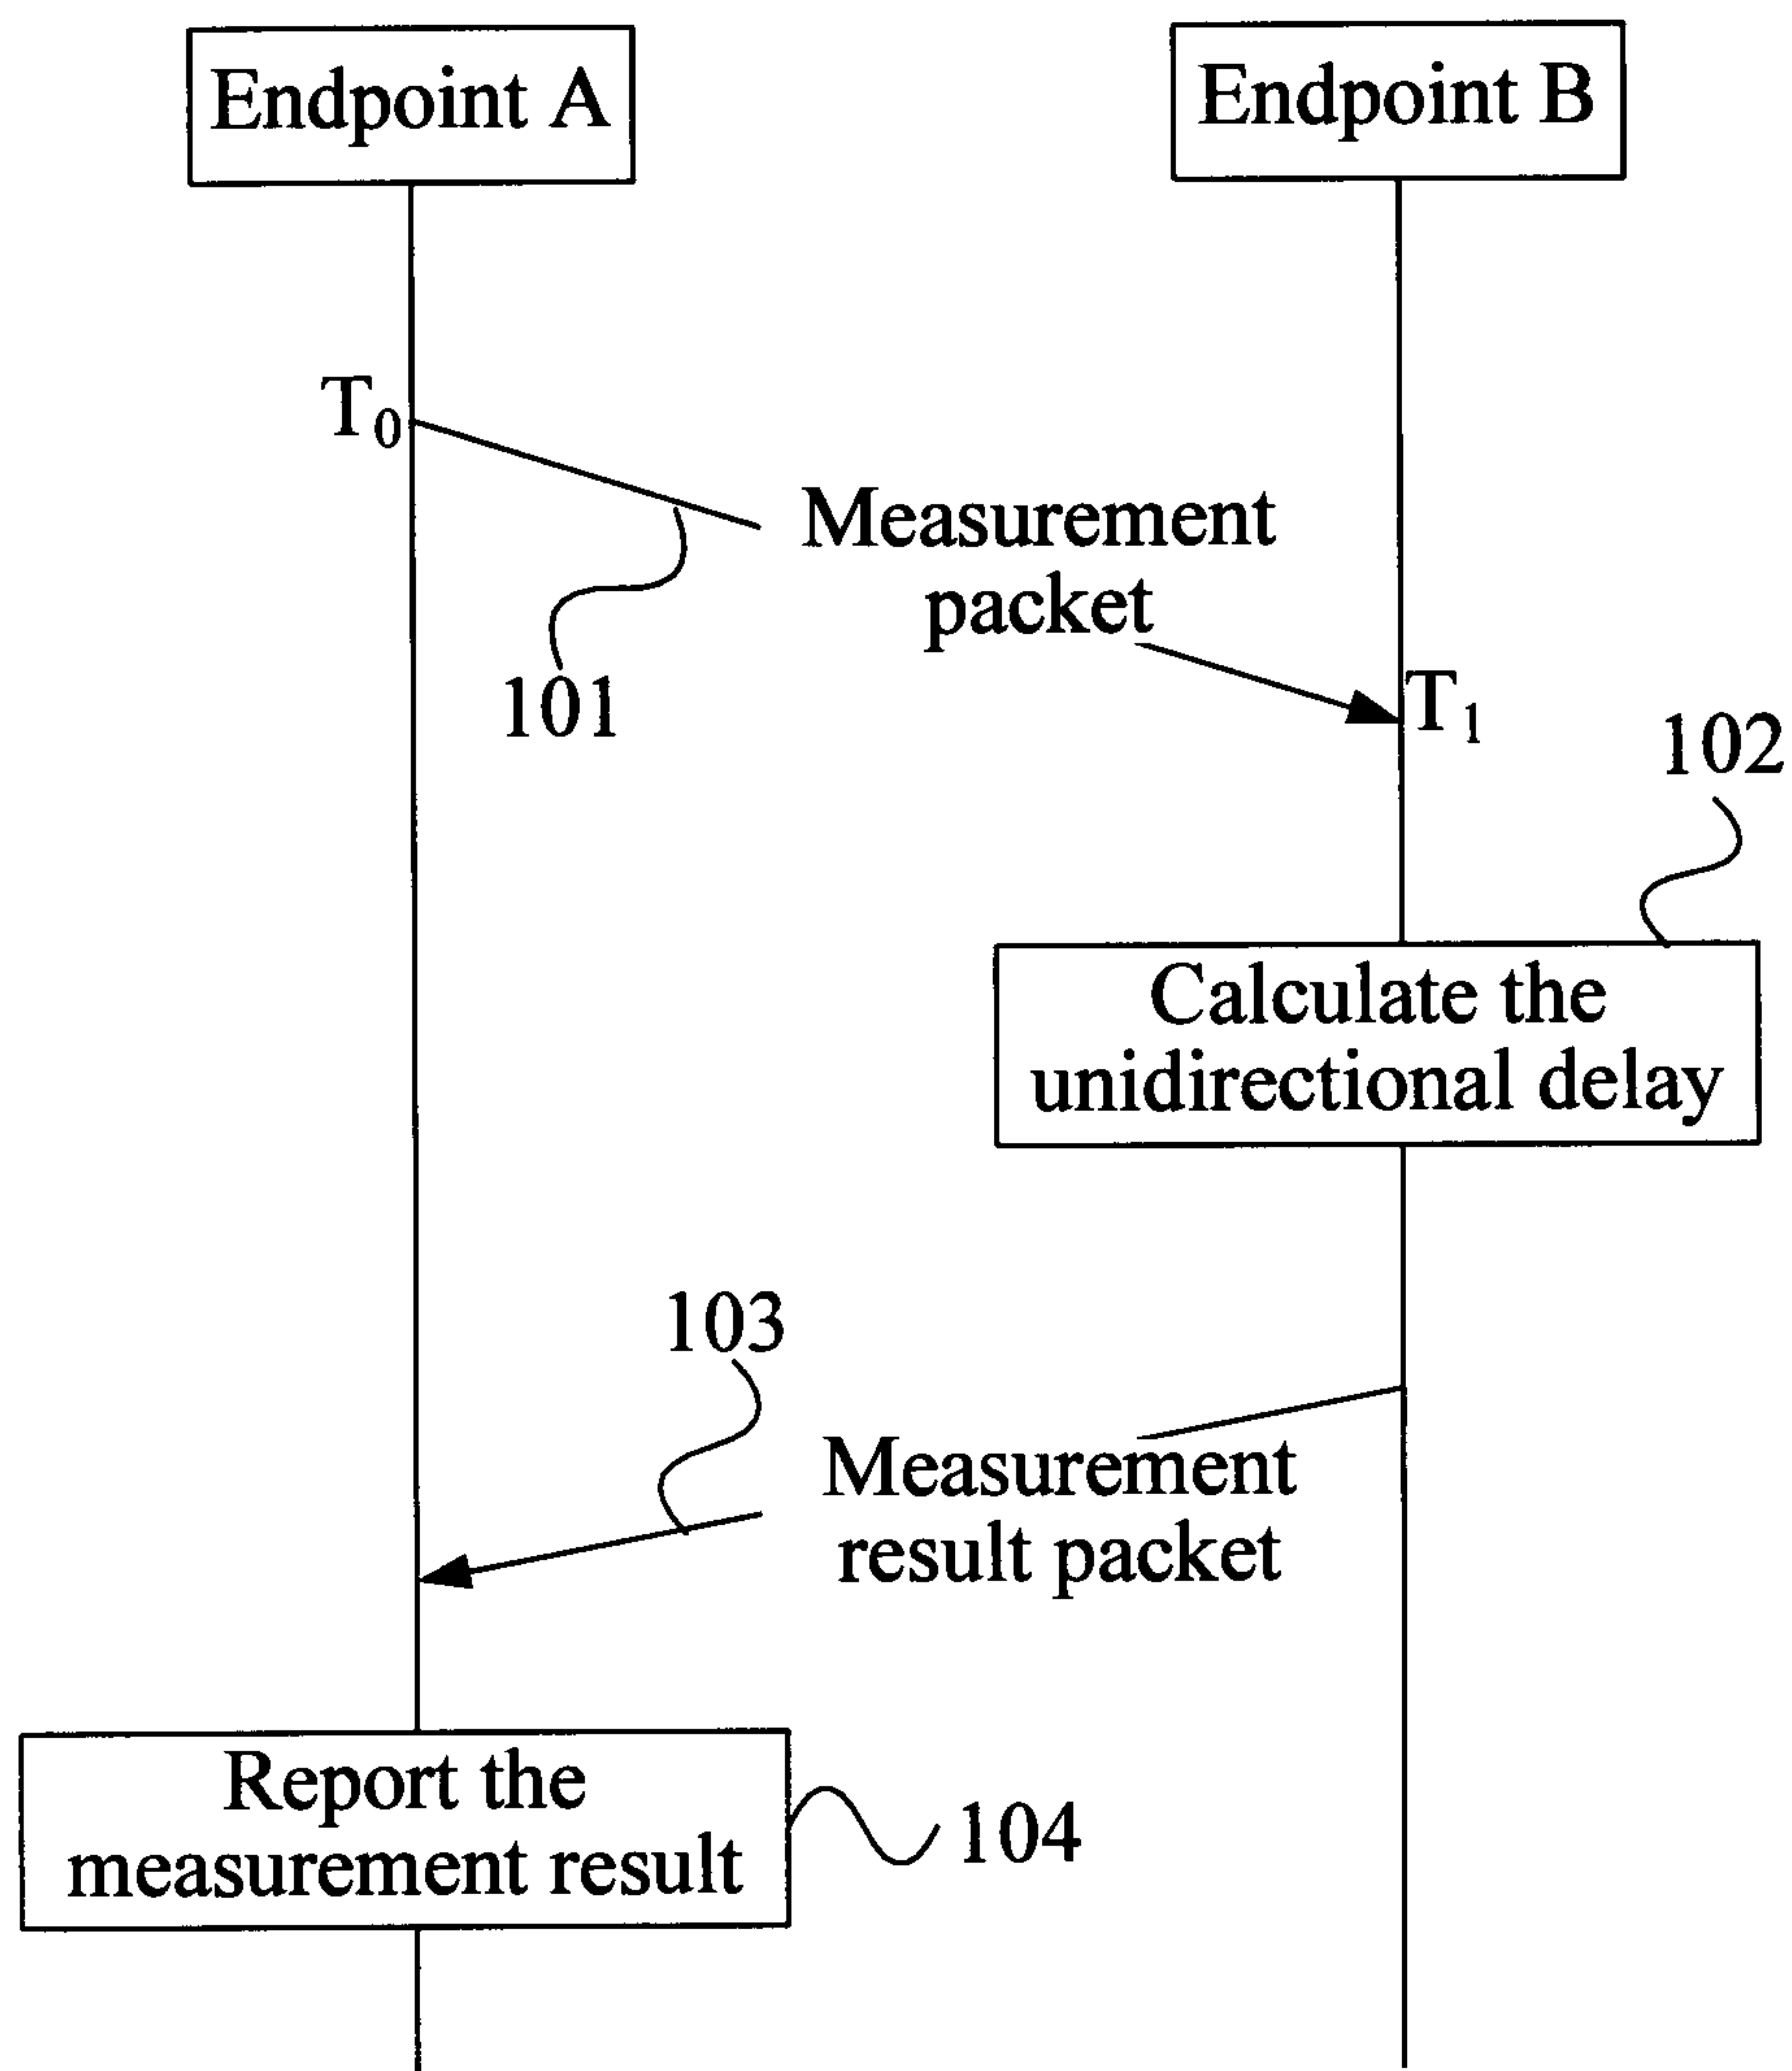 Endpoint A
Endpoint B
T₀
Measurement
packet
101
T₁
102
Calculate the
unidirectional delay
103
Measurement
result packet
Report the
measurement result
104